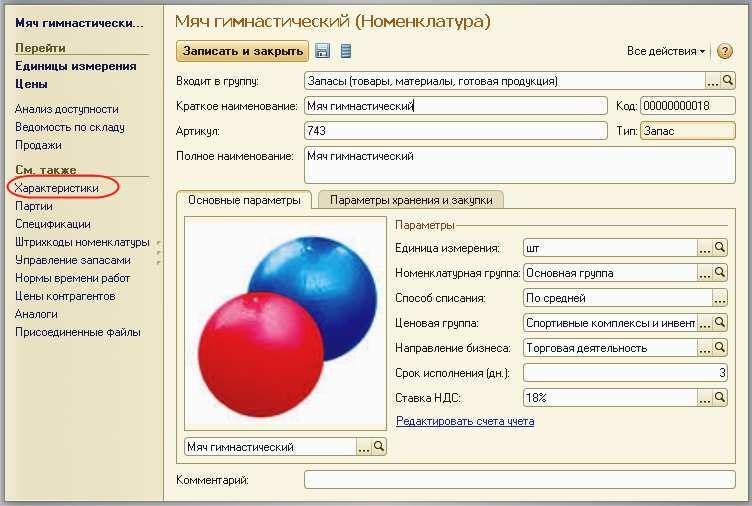 Мяч гимнастический...
Перейти
Единицы измерения
Цены
Анализ доступности
Ведомость по складу
Продажи
См. также
Характеристики
Партии
Спецификации
Штрихкоды номенклатуры
Управление запасами
Нормы времени работ
Цены контрагентов
Аналоги
Присоединенные файлы
Мяч гимнастический (Номенклатура)
Записать и закрыть
Все действия
?
Входит в группу: Запасы (товары, материалы, готовая продукция) ...
Краткое наименование: Мяч гимнастический Код: 00000000018
Артикул: 743 Тип: Запас
Полное наименование: Мяч гимнастический
Основные параметры Параметры хранения и закупки
Параметры
Единица измерения: шт ...
Номенклатурная группа: Основная группа ...
Способ списания: По средней ...
Ценовая группа: Спортивные комплексы и инвент ...
Направление бизнеса: Торговая деятельность ...
Срок исполнения (дн.): 3
Ставка НДС: 18% ...
Редактировать счета учета
Мяч гимнастический ...
Комментарий: